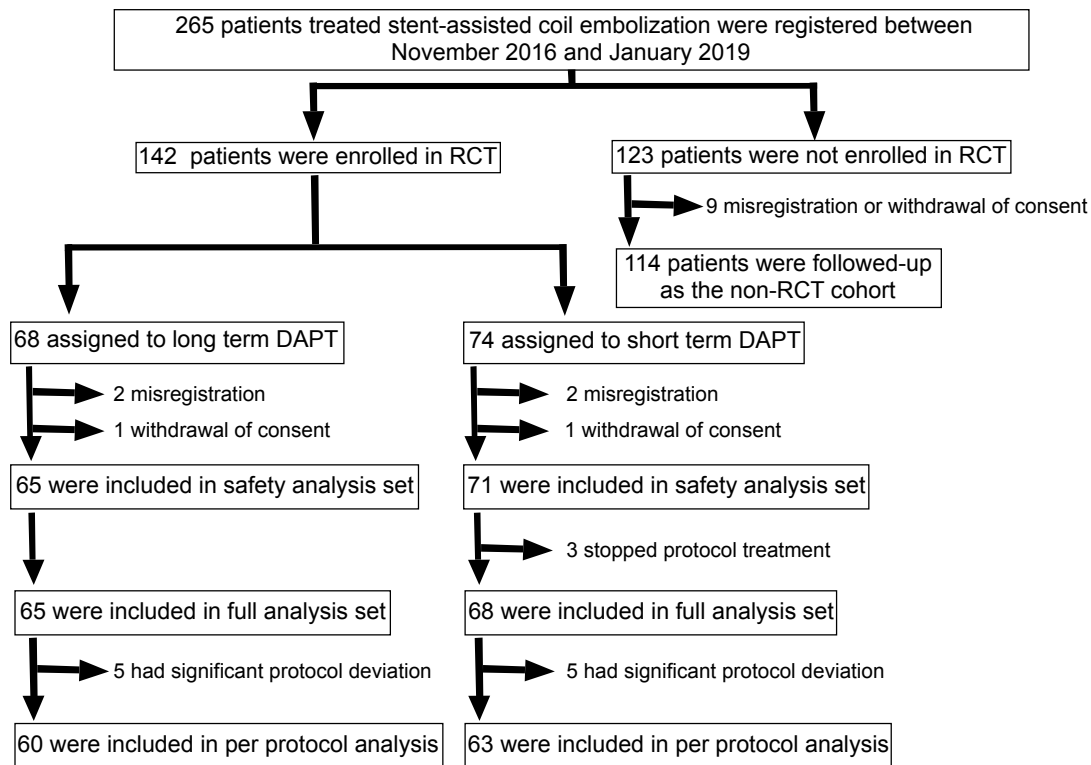 265 patients treated stent-assisted coil embolization were registered between
November 2016 and January 2019
142 patients were enrolled in RCT
123 patients were not enrolled in RCT
9 misregistration or withdrawal of consent
114 patients were followed-up
as the non-RCT cohort
68 assigned to long term DAPT
74 assigned to short term DAPT
2 misregistration
2 misregistration
1 withdrawal of consent
1 withdrawal of consent
65 were included in safety analysis set
71 were included in safety analysis set
3 stopped protocol treatment
65 were included in full analysis set
68 were included in full analysis set
5 had significant protocol deviation
5 had significant protocol deviation
60 were included in per protocol analysis
63 were included in per protocol analysis